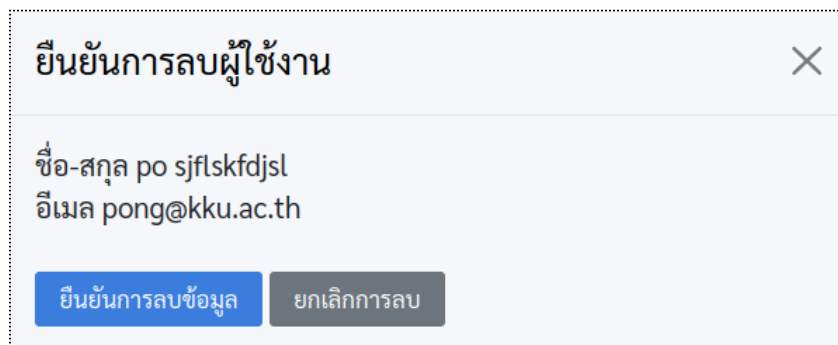 ยืนยันการลบผู้ใช้งาน
ชื่อ-สกุล po sjflskfdjsl
อีเมล pong@kku.ac.th
ยืนยันการลบข้อมูล ยกเลิกการลบ